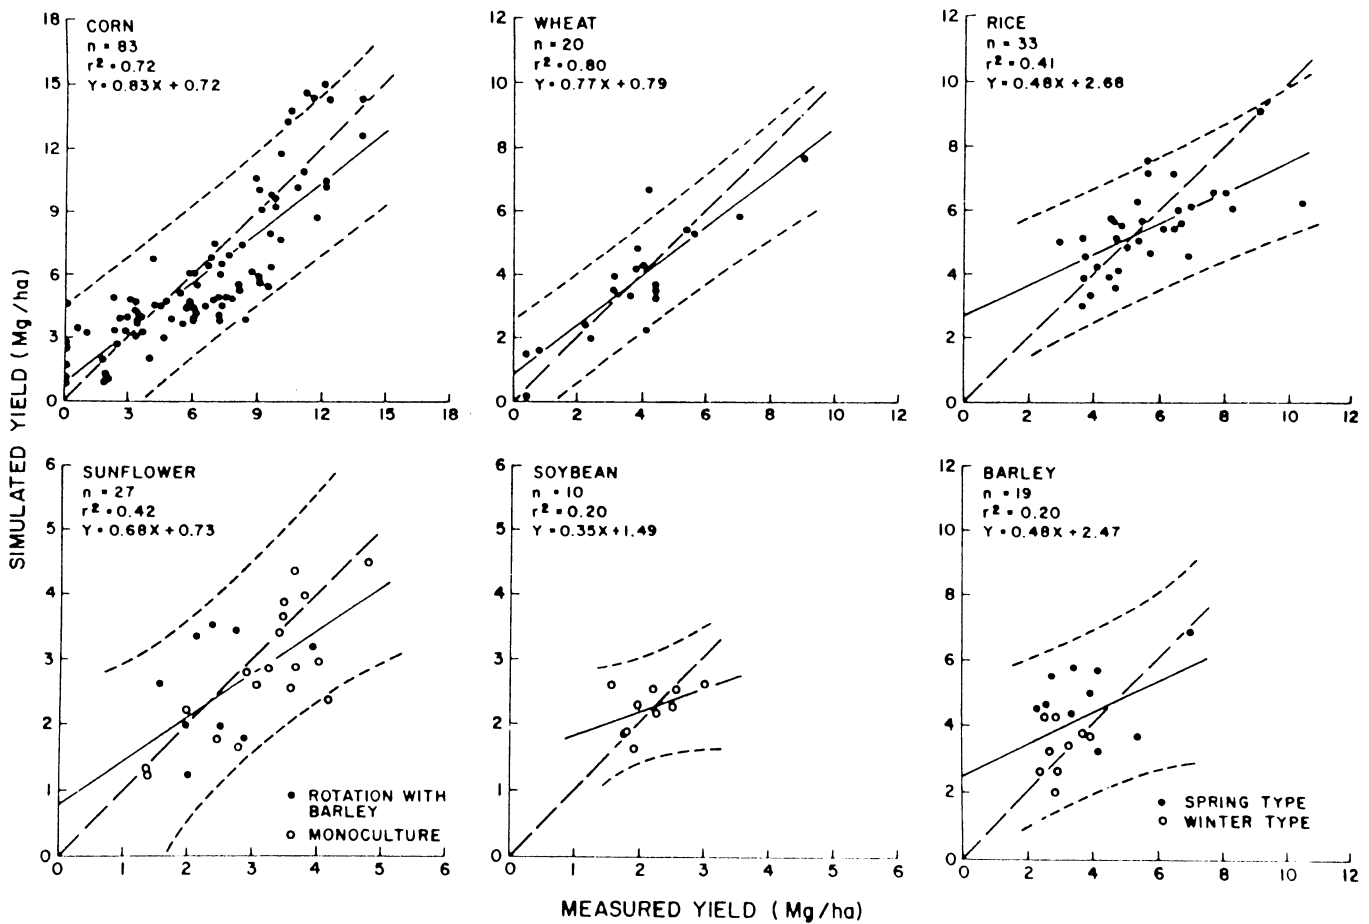 SIMULATED YIELD (Mg/ha)
CORN
n = 83
r² = 0.72
Y = 0.83X + 0.72
18
15
12
9
6
3
0
0 3 6 9 12 15 18
WHEAT
n = 20
r² = 0.80
Y = 0.77X + 0.79
12
10
8
6
4
2
0
0 2 4 6 8 10 12
RICE
n = 33
r² = 0.41
Y = 0.48X + 2.68
12
10
8
6
4
2
0
0 2 4 6 8 10 12
SUNFLOWER
n = 27
r² = 0.42
Y = 0.68X + 0.73
6
5
4
3
2
1
0
ROTATION WITH
BARLEY
MONOCULTURE
0 1 2 3 4 5 6
SOYBEAN
n = 10
r² = 0.20
Y = 0.35X + 1.49
6
5
4
3
2
1
0
0 1 2 3 4 5 6
BARLEY
n = 19
r² = 0.20
Y = 0.48X + 2.47
12
10
8
6
4
2
0
SPRING TYPE
WINTER TYPE
0 2 4 6 8 10 12
MEASURED YIELD (Mg/ha)